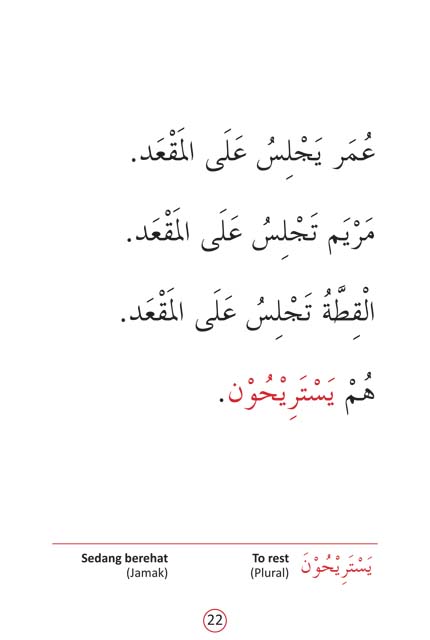 عُمَر يَجْلِسُ عَلَى المَقْعَد.
مَرْيَم تَجْلِسُ عَلَى المَقْعَد.
الْقِطَّةُ تَجْلِسُ عَلَى المَقْعَد.
هُمْ يَسْتَرِيْحُوْن.
يَسْتَرِيْحُوْنَ To rest Sedang berehat
(Plural) (Jamak)
22